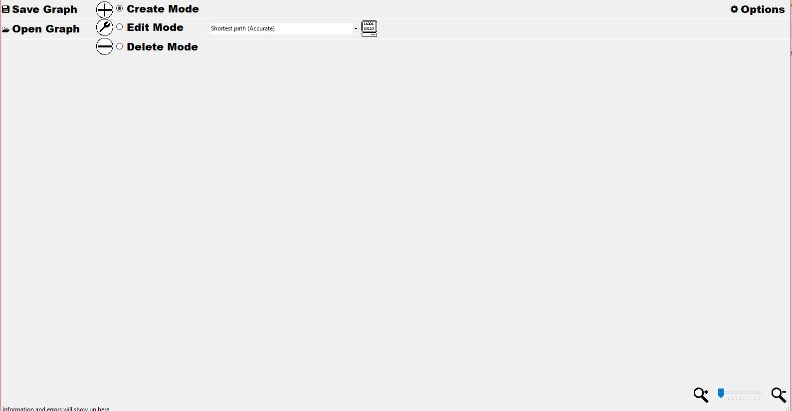 Save Graph
Create Mode
Options
Open Graph
Edit Mode
Shortest path (Accurate)
Delete Mode
Information and errors will show up here